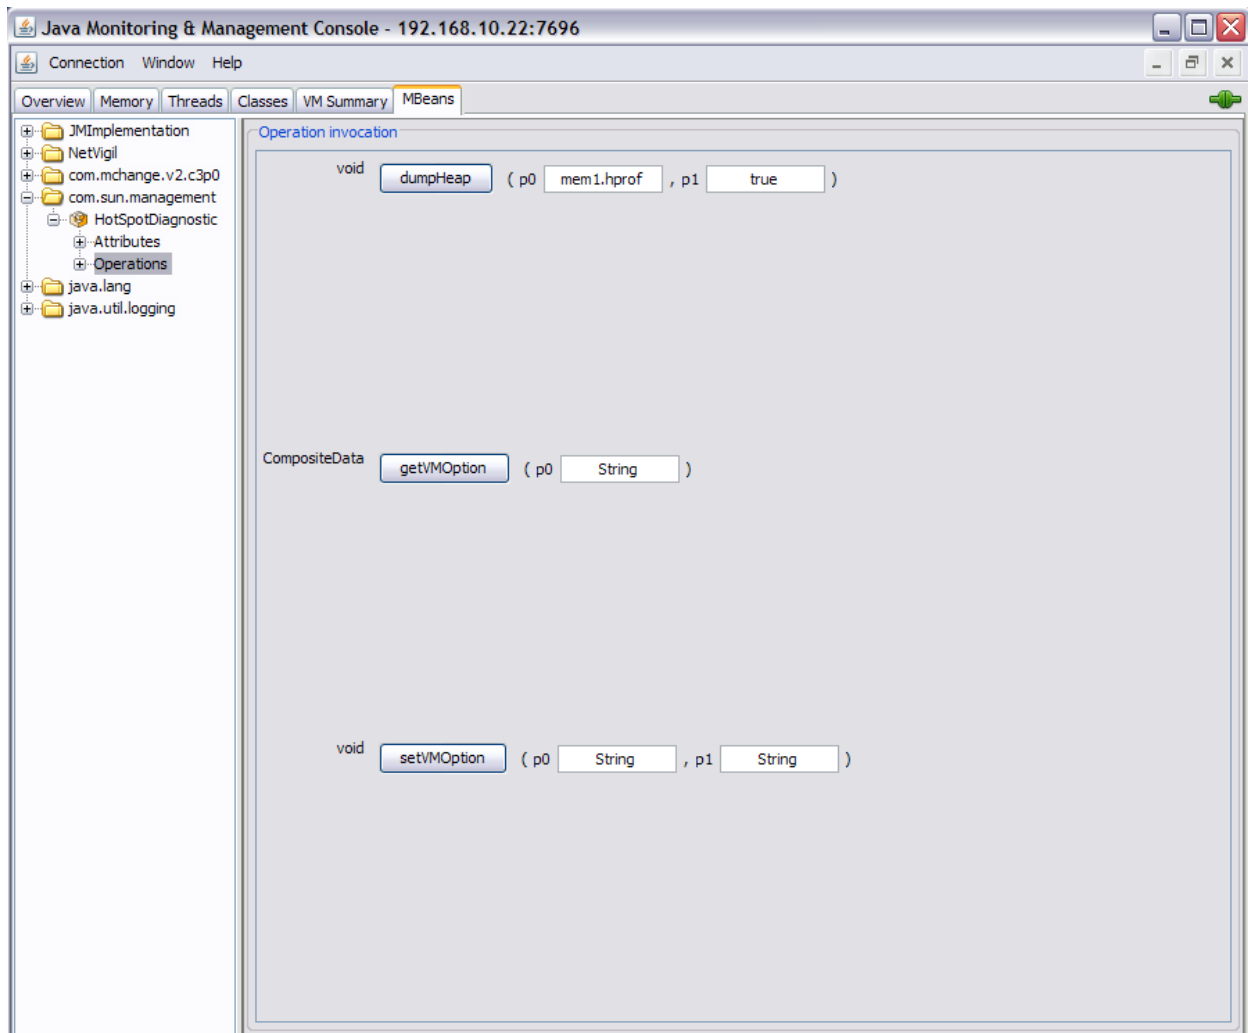 Java Monitoring & Management Console - 192.168.10.22:7696
Connection Window Help
Overview Memory Threads Classes VM Summary MBeans
JMImplementation
NetVigil
com.mchange.v2.c3p0
com.sun.management
HotSpotDiagnostic
Attributes
Operations
java.lang
java.util.logging
Operation invocation
void dumpHeap ( p0 mem1.hprof , p1 true )
CompositeData getVMOption ( p0 String )
void setVMOption ( p0 String , p1 String )